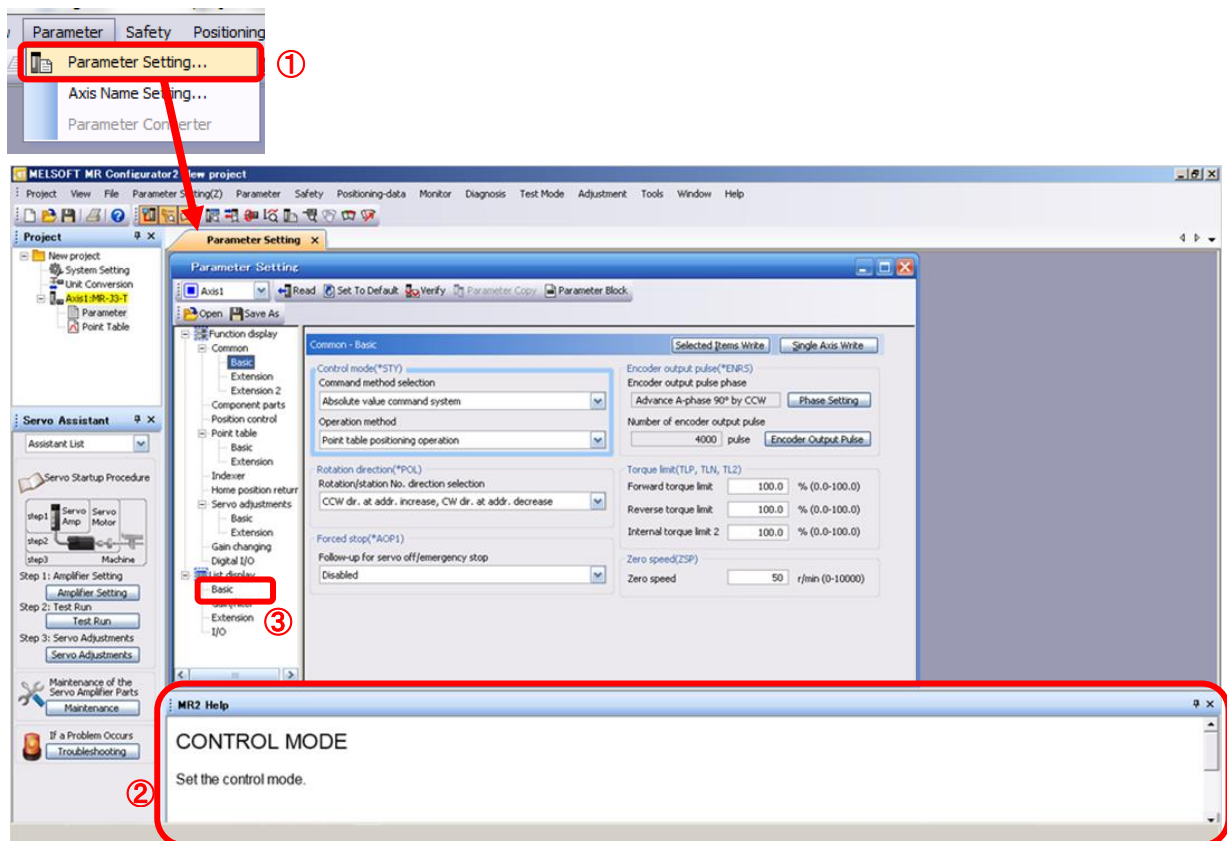 Parameter Safety Positioning
Parameter Setting...
①
Axis Name Setting...
Parameter Converter
MELSOFT MR Configurator2 New project
Project View File Parameter Setting(Z) Parameter Safety Positioning-data Monitor Diagnosis Test Mode Adjustment Tools Window Help
Project
New project
System Setting
Unit Conversion
Axis1:MR-J3-T
Parameter
Point Table
Servo Assistant
Assistant List
Servo Startup Procedure
step1
Servo Amp
Servo Motor
step2
step3
Machine
Step 1: Amplifier Setting
Amplifier Setting
Step 2: Test Run
Test Run
Step 3: Servo Adjustments
Servo Adjustments
Maintenance of the
Servo Amplifier Parts
Maintenance
If a Problem Occurs
Troubleshooting
Parameter Setting
Parameter Setting
Axis1 Read Set To Default Verify Parameter Copy Parameter Block
Open Save As
Function display
Common
Basic
Extension
Extension 2
Component parts
Position control
Point table
Basic
Extension
Indexer
Home position return
Servo adjustments
Basic
Extension
Gain changing
Digital I/O
List display
Basic
Extension
I/O
③
Common - Basic Selected Items Write Single Axis Write
Control mode(*STY)
Command method selection
Absolute value command system
Operation method
Point table positioning operation
Rotation direction(*POL)
Rotation/station No. direction selection
CCW dir. at addr. increase, CW dir. at addr. decrease
Forced stop(*AOP1)
Follow-up for servo off/emergency stop
Disabled
Encoder output pulse(*ENRS)
Encoder output pulse phase
Advance A-phase 90° by CCW Phase Setting
Number of encoder output pulse
4000 pulse Encoder Output Pulse
Torque limit(TLP, TLN, TL2)
Forward torque limit 100.0 % (0.0-100.0)
Reverse torque limit 100.0 % (0.0-100.0)
Internal torque limit 2 100.0 % (0.0-100.0)
Zero speed(ZSP)
Zero speed 50 r/min (0-10000)
MR2 Help
CONTROL MODE
Set the control mode.
②